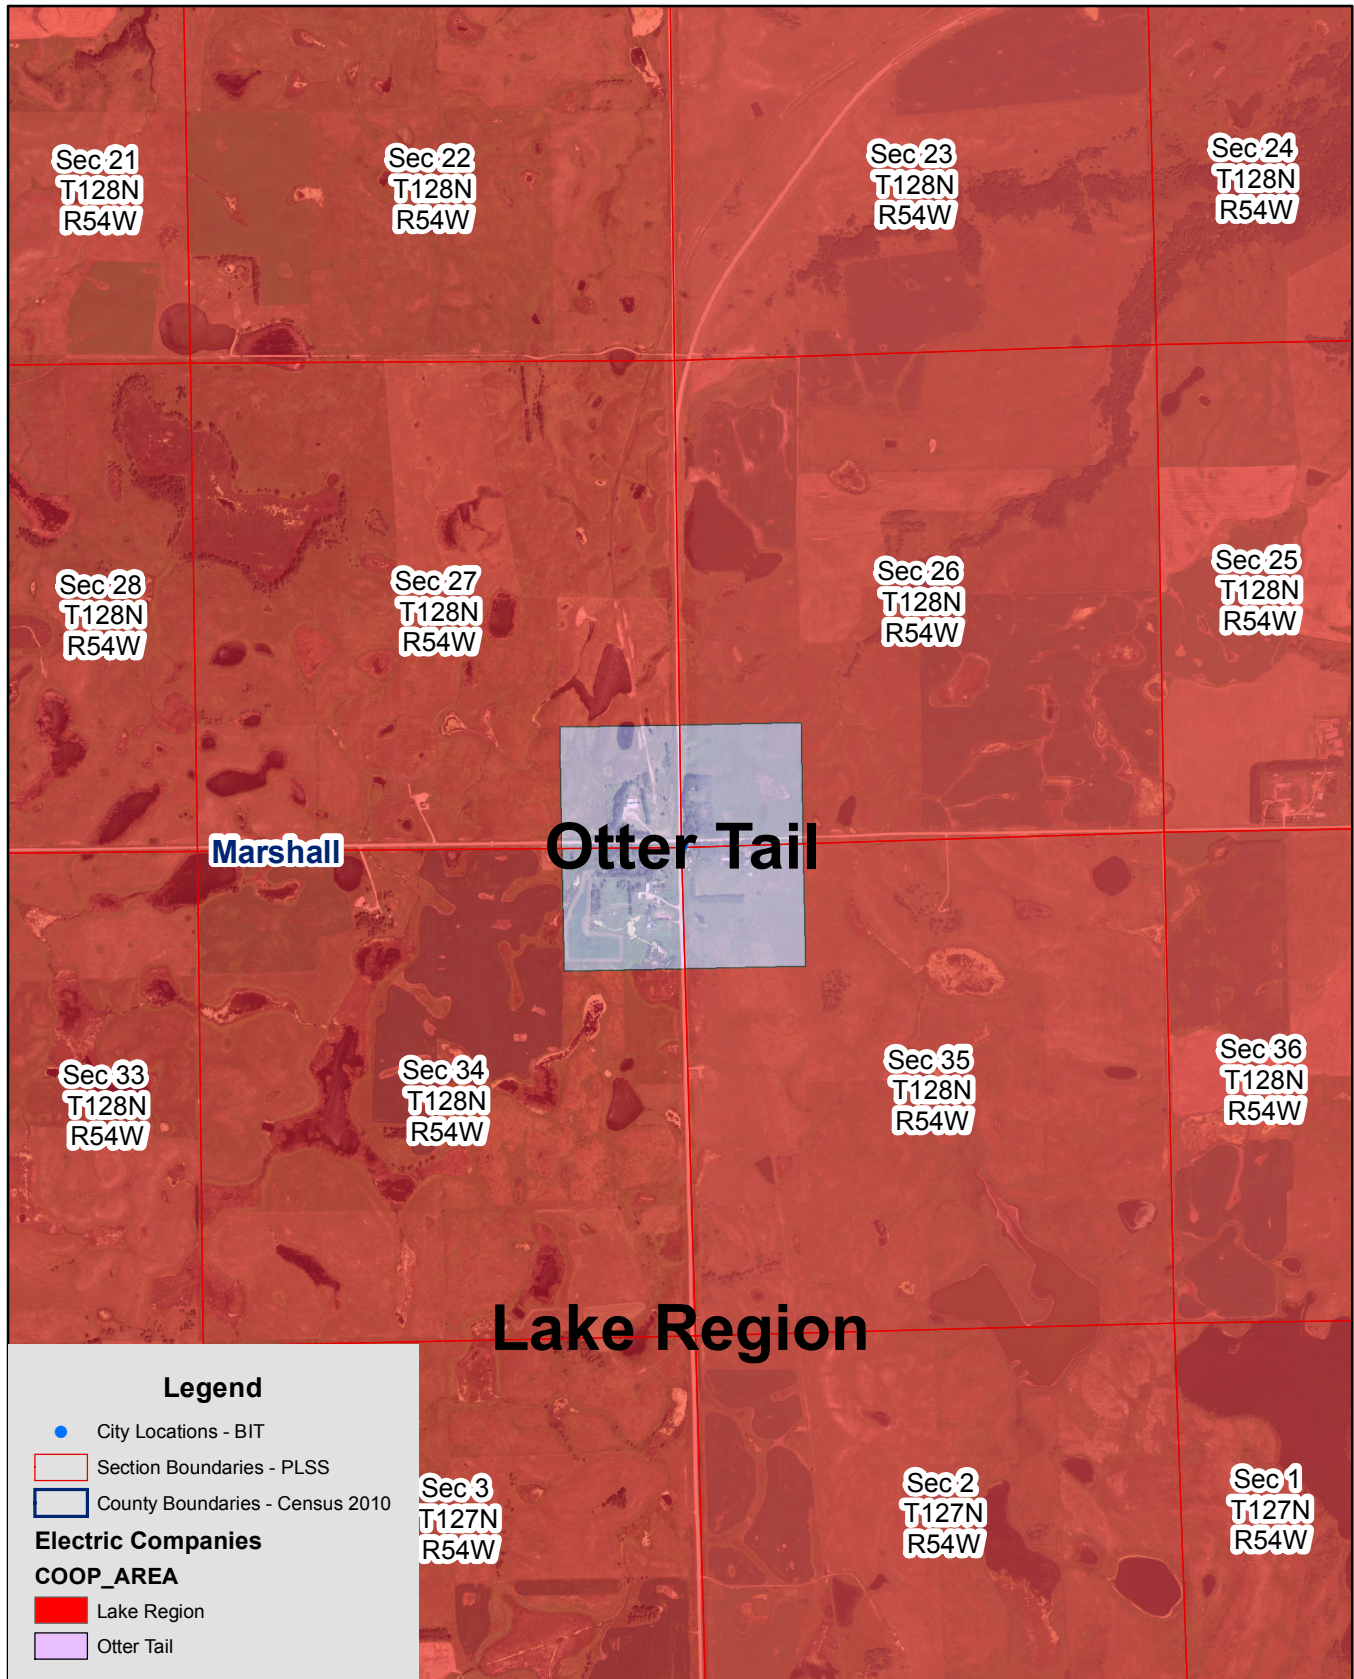 Sec 21
T128N
R54W
Sec 22
T128N
R54W
Sec 23
T128N
R54W
Sec 24
T128N
R54W
Sec 28
T128N
R54W
Sec 27
T128N
R54W
Sec 26
T128N
R54W
Sec 25
T128N
R54W
Marshall
Otter Tail
Sec 33
T128N
R54W
Sec 34
T128N
R54W
Sec 35
T128N
R54W
Sec 36
T128N
R54W
Lake Region
Sec 3
T127N
R54W
Sec 2
T127N
R54W
Sec 1
T127N
R54W
Legend
City Locations - BIT
Section Boundaries - PLSS
County Boundaries - Census 2010
Electric Companies
COOP_AREA
Lake Region
Otter Tail